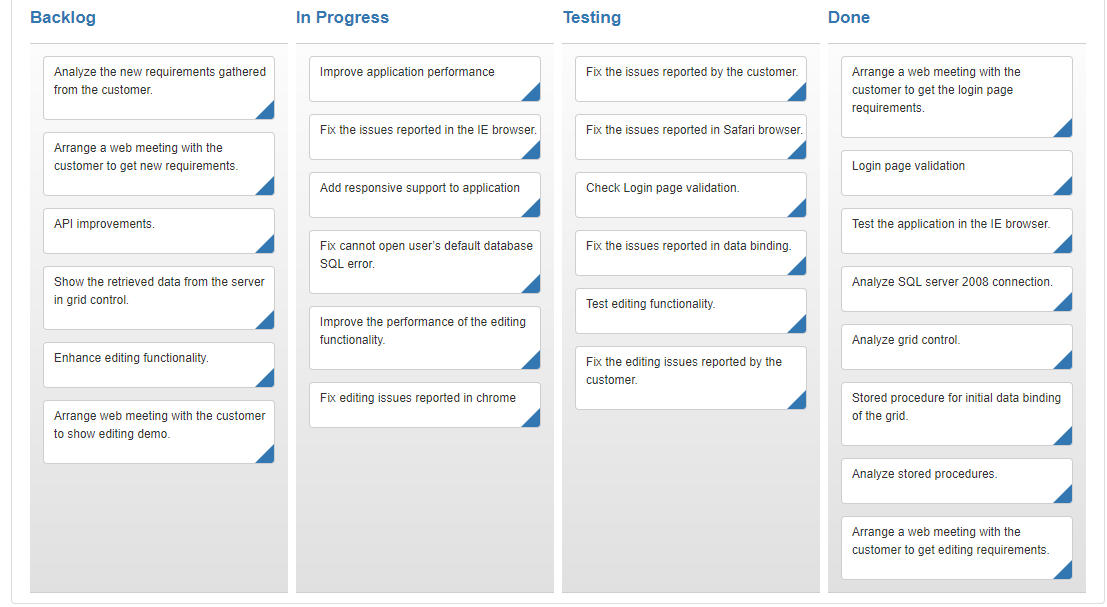 Backlog
Analyze the new requirements gathered
from the customer.
Arrange a web meeting with the
customer to get new requirements.
API improvements.
Show the retrieved data from the server
in grid control.
Enhance editing functionality.
Arrange web meeting with the customer
to show editing demo.
In Progress
Improve application performance
Fix the issues reported in the IE browser.
Add responsive support to application
Fix cannot open user's default database
SQL error.
Improve the performance of the editing
functionality.
Fix editing issues reported in chrome
Testing
Fix the issues reported by the customer.
Fix the issues reported in Safari browser.
Check Login page validation.
Fix the issues reported in data binding.
Test editing functionality.
Fix the editing issues reported by the
customer.
Done
Arrange a web meeting with the
customer to get the login page
requirements.
Login page validation
Test the application in the IE browser.
Analyze SQL server 2008 connection.
Analyze grid control.
Stored procedure for initial data binding
of the grid.
Analyze stored procedures.
Arrange a web meeting with the
customer to get editing requirements.